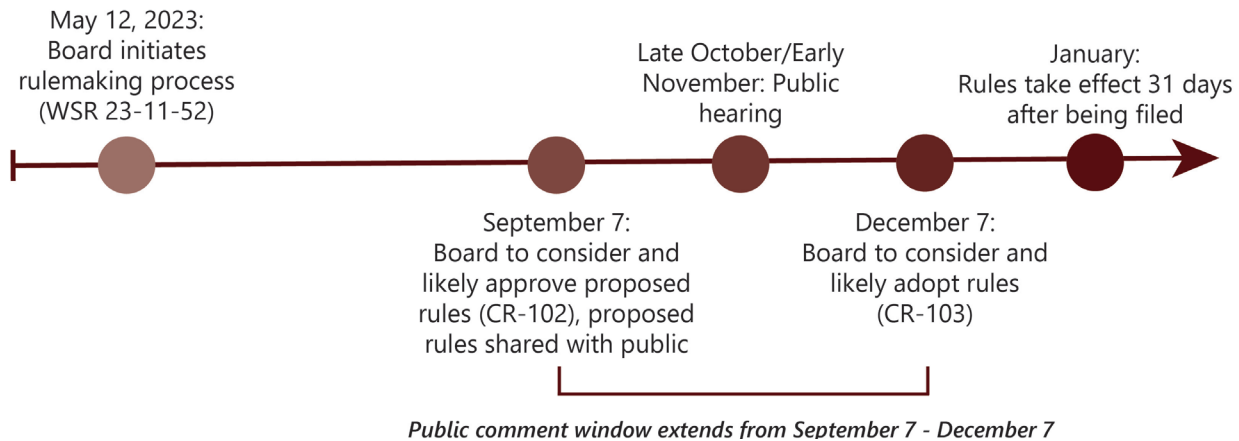 May 12, 2023:
Board initiates
rulemaking process
(WSR 23-11-52)
September 7:
Board to consider and
likely approve proposed
rules (CR-102), proposed
rules shared with public
Late October/Early
November: Public
hearing
December 7:
Board to consider and
likely adopt rules
(CR-103)
January:
Rules take effect 31 days
after being filed
Public comment window extends from September 7 - December 7